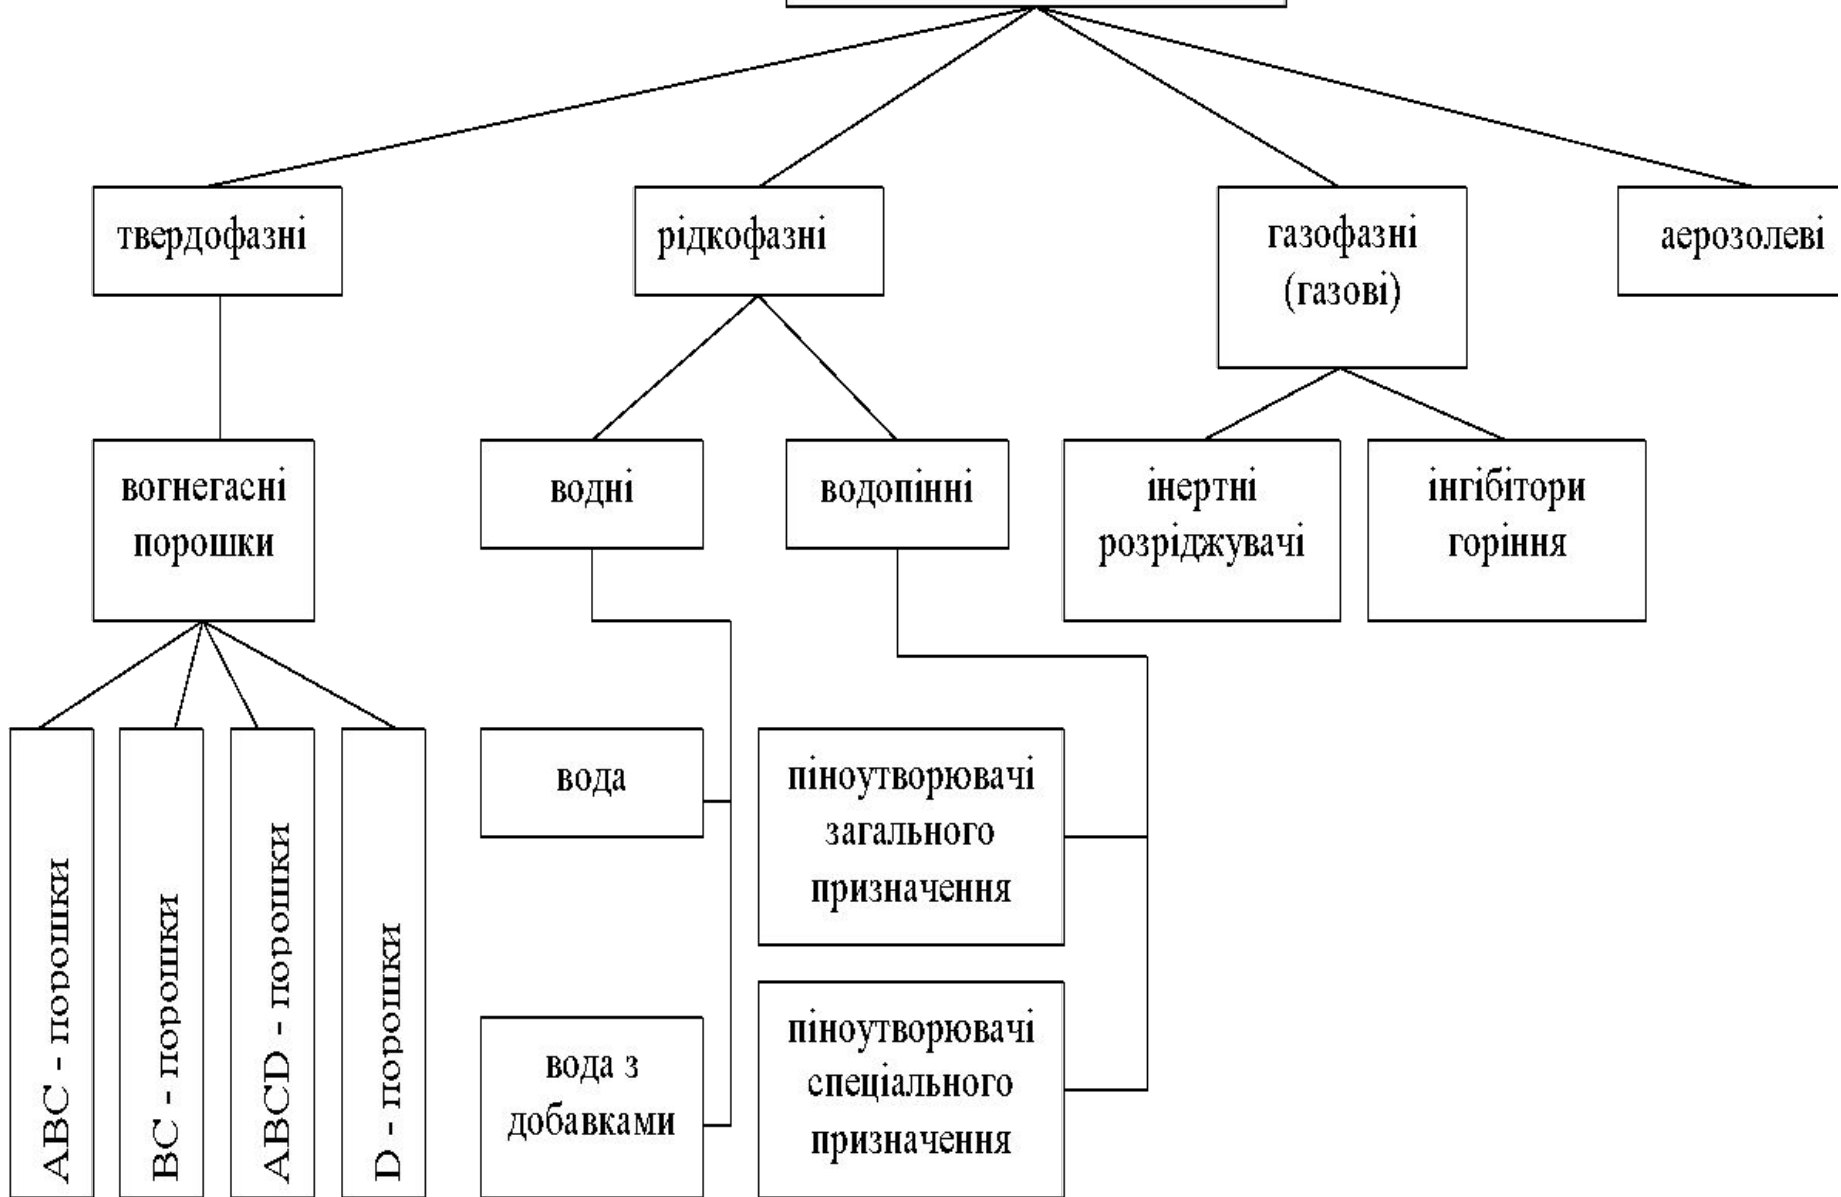 твердофазні
рідкофазні
газофазні
(газові)
аерозолеві
вогнегасні
порошки
водні
водопінні
інертні
розріджувачі
інгібітори
горіння
АВС - порошки
ВС - порошки
АВСD - порошки
D - порошки
вода
піноутворювачі
загального
призначення
вода з
добавками
піноутворювачі
спеціального
призначення